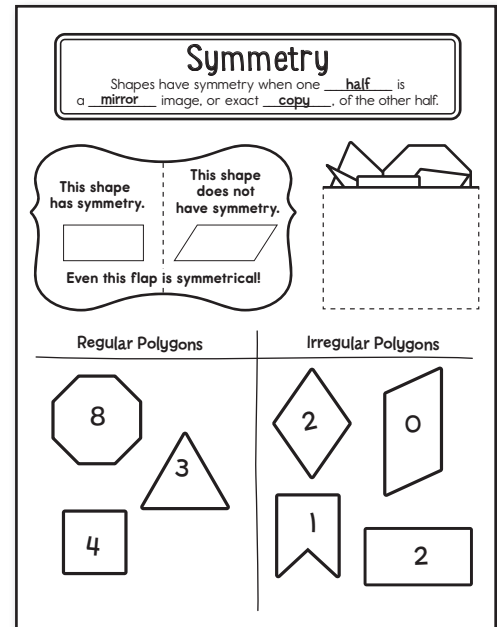 Symmetry
Shapes have symmetry when one half is
a mirror image, or exact copy, of the other half.
This shape
has symmetry.
This shape
does not
have symmetry.
Even this flap is symmetrical!
Regular Polygons
Irregular Polygons
8
3
4
2
0
1
2